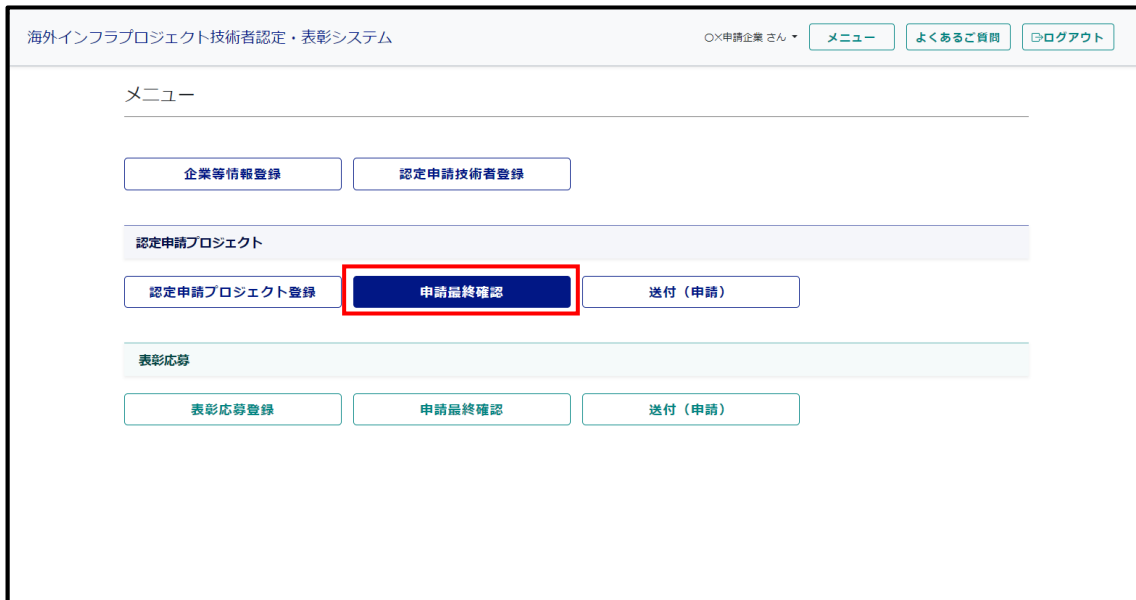 海外インフラプロジェクト技術者認定・表彰システム
○×申請企業 さん
メニュー
よくあるご質問
ログアウト
メニュー
企業等情報登録
認定申請技術者登録
認定申請プロジェクト
認定申請プロジェクト登録
申請最終確認
送付（申請）
表彰応募
表彰応募登録
申請最終確認
送付（申請）